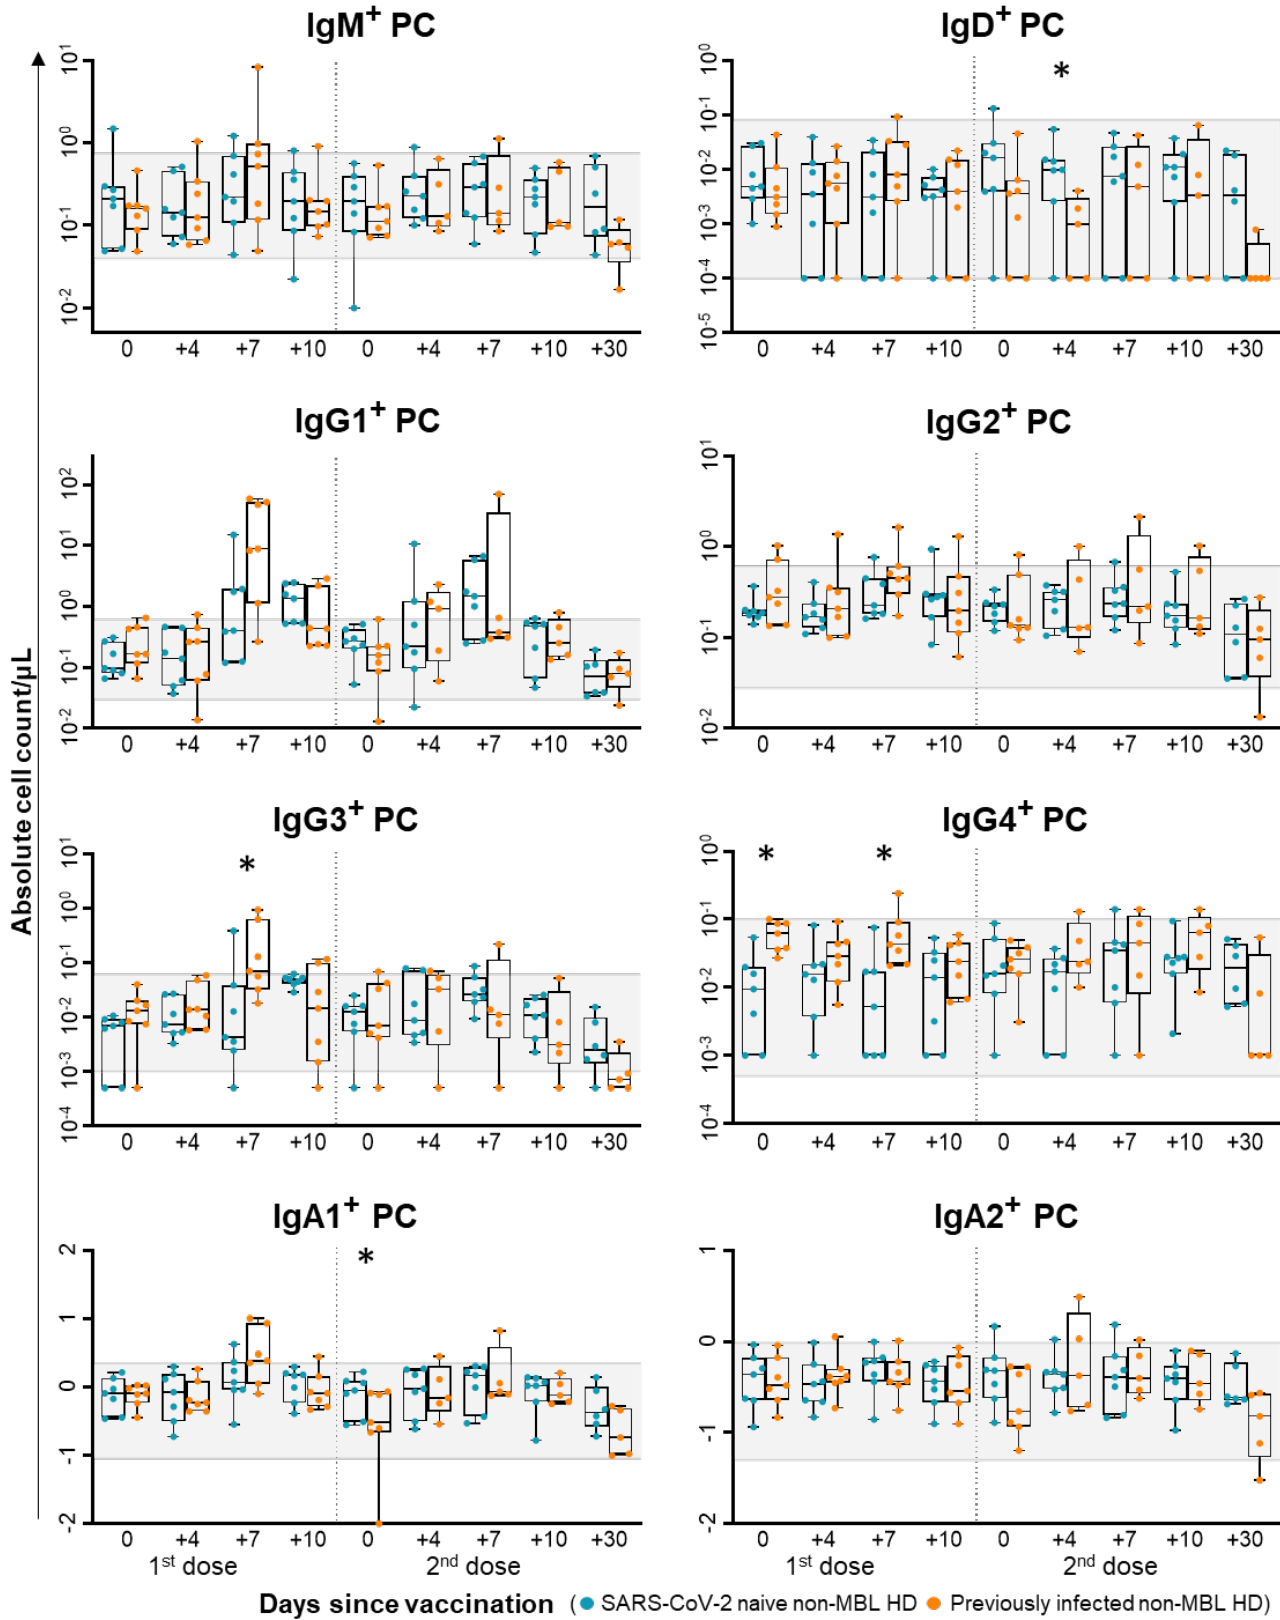 IgM+ PC
10^1
10^0
10^-1
10^-2
0 +4 +7 +10 0 +4 +7 +10 +30
IgD+ PC
*
10^0
10^-1
10^-2
10^-3
10^-4
10^-5
0 +4 +7 +10 0 +4 +7 +10 +30
IgG1+ PC
10^2
10^1
10^0
10^-1
10^-2
0 +4 +7 +10 0 +4 +7 +10 +30
IgG2+ PC
10^1
10^0
10^-1
10^-2
0 +4 +7 +10 0 +4 +7 +10 +30
Absolute cell count/µL
IgG3+ PC
*
10^1
10^0
10^-1
10^-2
10^-3
10^-4
0 +4 +7 +10 0 +4 +7 +10 +30
IgG4+ PC
* *
10^0
10^-1
10^-2
10^-3
10^-4
0 +4 +7 +10 0 +4 +7 +10 +30
IgA1+ PC
*
2
1
0
-1
-2
0 +4 +7 +10 0 +4 +7 +10 +30
1st dose 2nd dose
IgA2+ PC
1
0
-1
-2
0 +4 +7 +10 0 +4 +7 +10 +30
1st dose 2nd dose
Days since vaccination ( SARS-CoV-2 naive non-MBL HD Previously infected non-MBL HD)